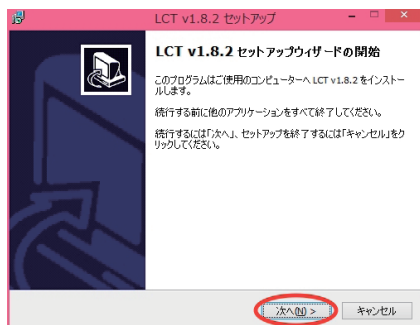 LCT v1.8.2 セットアップ
LCT v1.8.2 セットアップウィザードの開始
このプログラムはご使用のコンピューターへ LCT v1.8.2 をインストー
ルします。
続行する前に他のアプリケーションをすべて終了してください。
続行するには「次へ」、セットアップを終了するには「キャンセル」をク
リックしてください。
次へ(N) >
キャンセル